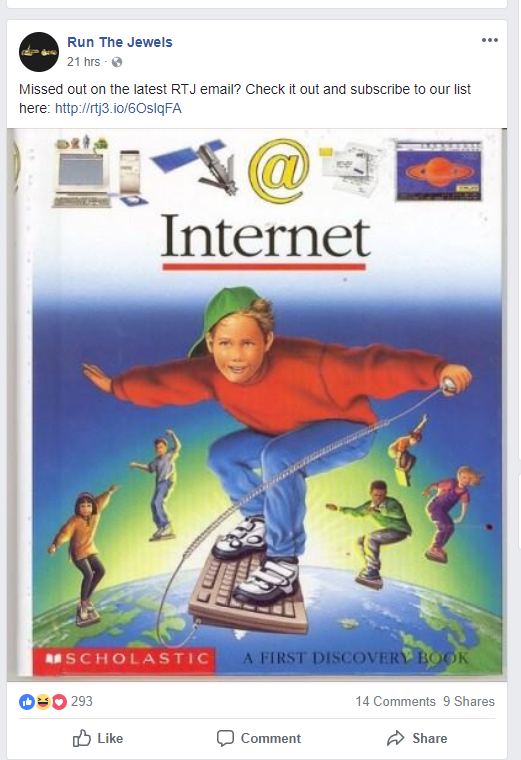 Run The Jewels
21 hrs ·
Missed out on the latest RTJ email? Check it out and subscribe to our list
here: http://rtj3.io/6OslqFA
@
Internet
SCHOLASTIC
A FIRST DISCOVERY BOOK
293
14 Comments 9 Shares
Like Comment Share